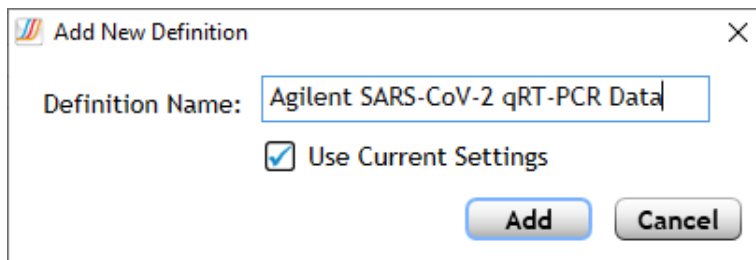 Add New Definition
Definition Name: Agilent SARS-CoV-2 qRT-PCR Data
Use Current Settings
Add Cancel